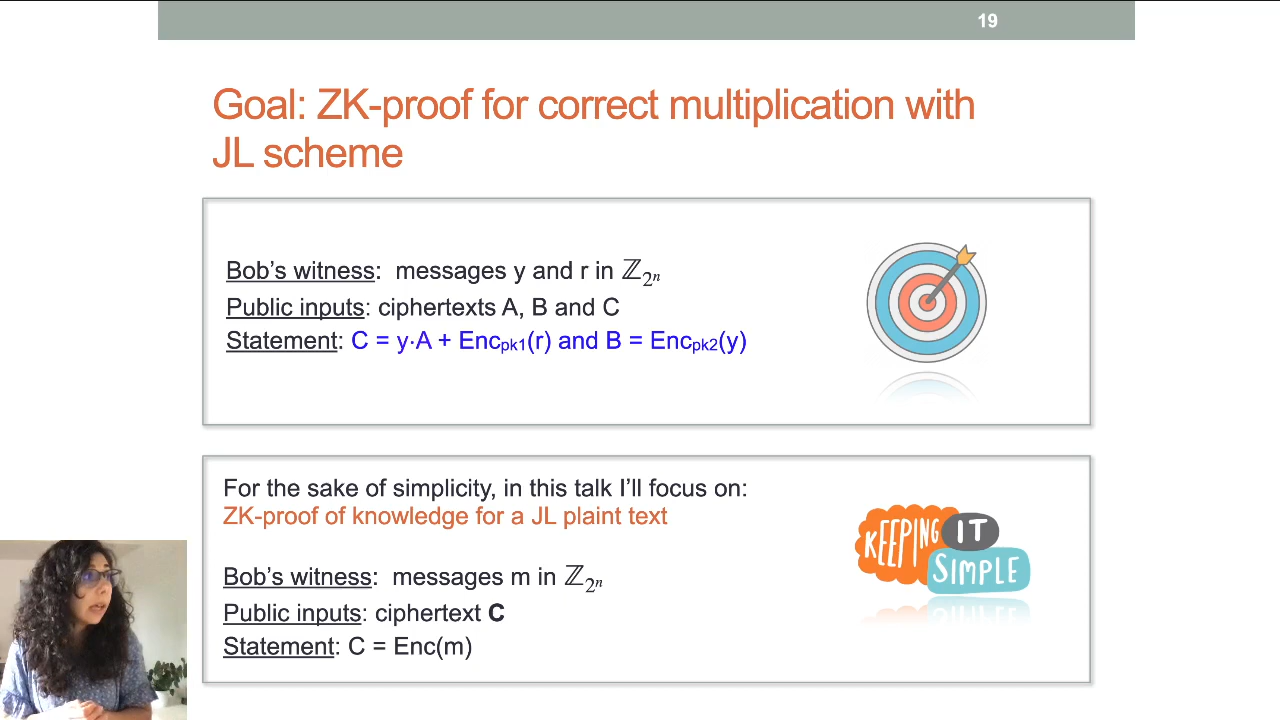 19
Goal: ZK-proof for correct multiplication with
JL scheme
Bob's witness: messages y and r in ℤ₂ⁿ
Public inputs: ciphertexts A, B and C
Statement: C = y·A + Encpk1(r) and B = Encpk2(y)
For the sake of simplicity, in this talk I'll focus on:
ZK-proof of knowledge for a JL plaint text
KEEPING IT
SIMPLE
Bob's witness: messages m in ℤ₂ⁿ
Public inputs: ciphertext C
Statement: C = Enc(m)